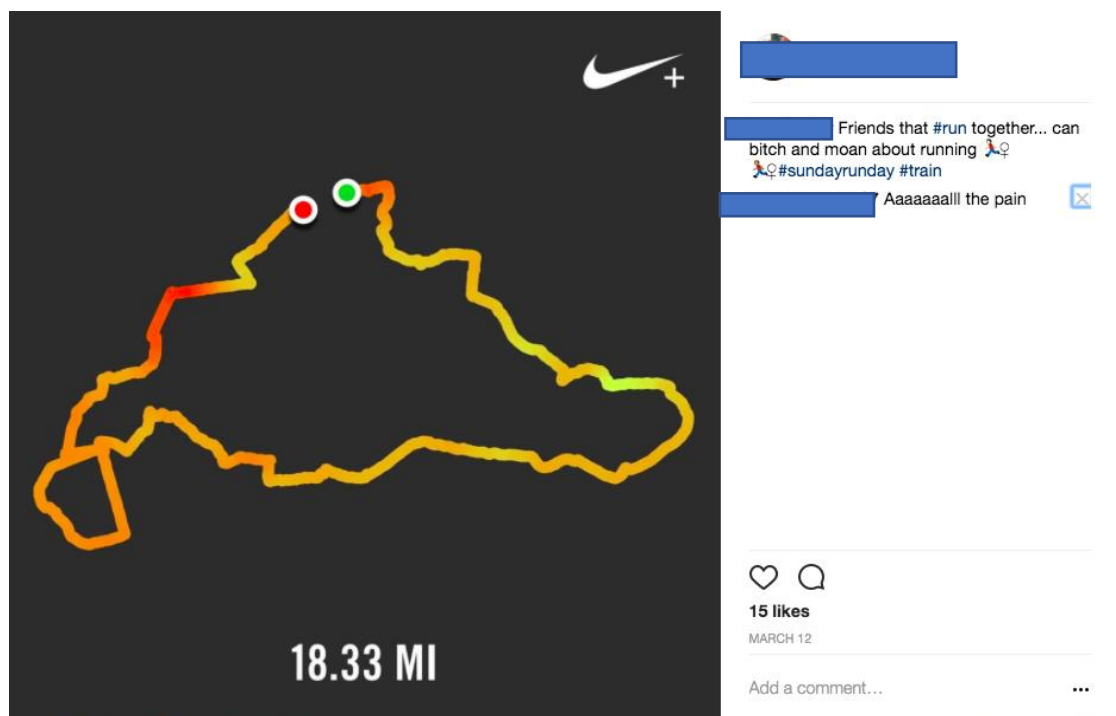 Friends that #run together... can
bitch and moan about running 🏃🏽‍♀
🏃🏽‍♀#sundayrunday #train
Aaaaaaalll the pain
18.33 MI
15 likes
MARCH 12
Add a comment...